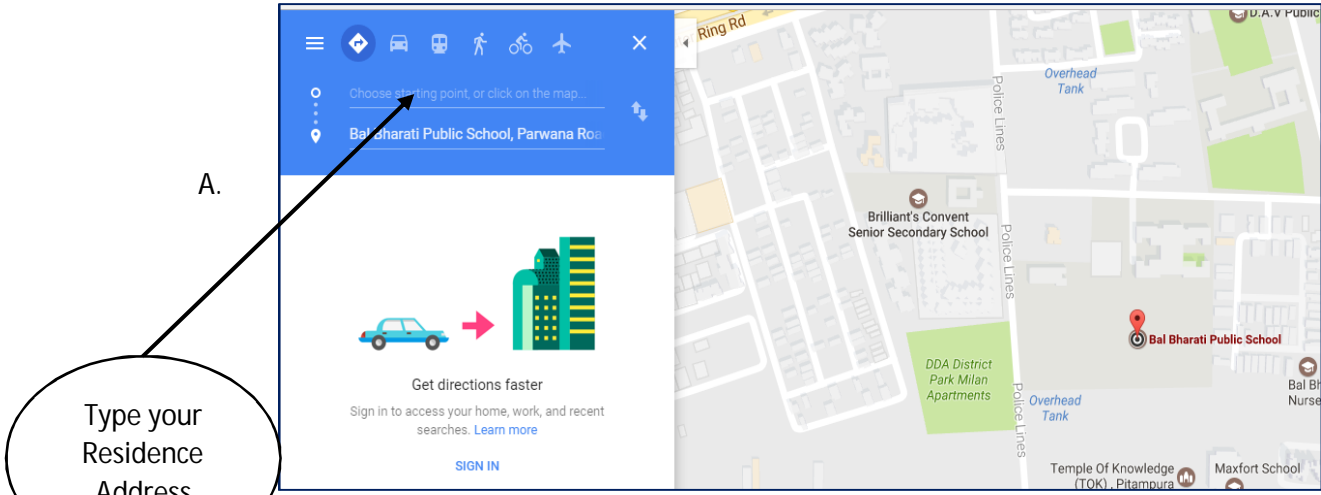 A.
Type your
Residence
Address
Choose starting point, or click on the map...
Bal Bharati Public School, Parwana Roa
Get directions faster
Sign in to access your home, work, and recent
searches. Learn more
SIGN IN
Ring Rd
D.A.V Public
Overhead
Tank
Police Lines
Brilliant's Convent
Senior Secondary School
Police Lines
Bal Bharati Public School
DDA District
Park Milan
Apartments
Police Lines
Overhead
Tank
Bal Bh
Nurse
Temple Of Knowledge
(TOK) , Pitampura
Maxfort School